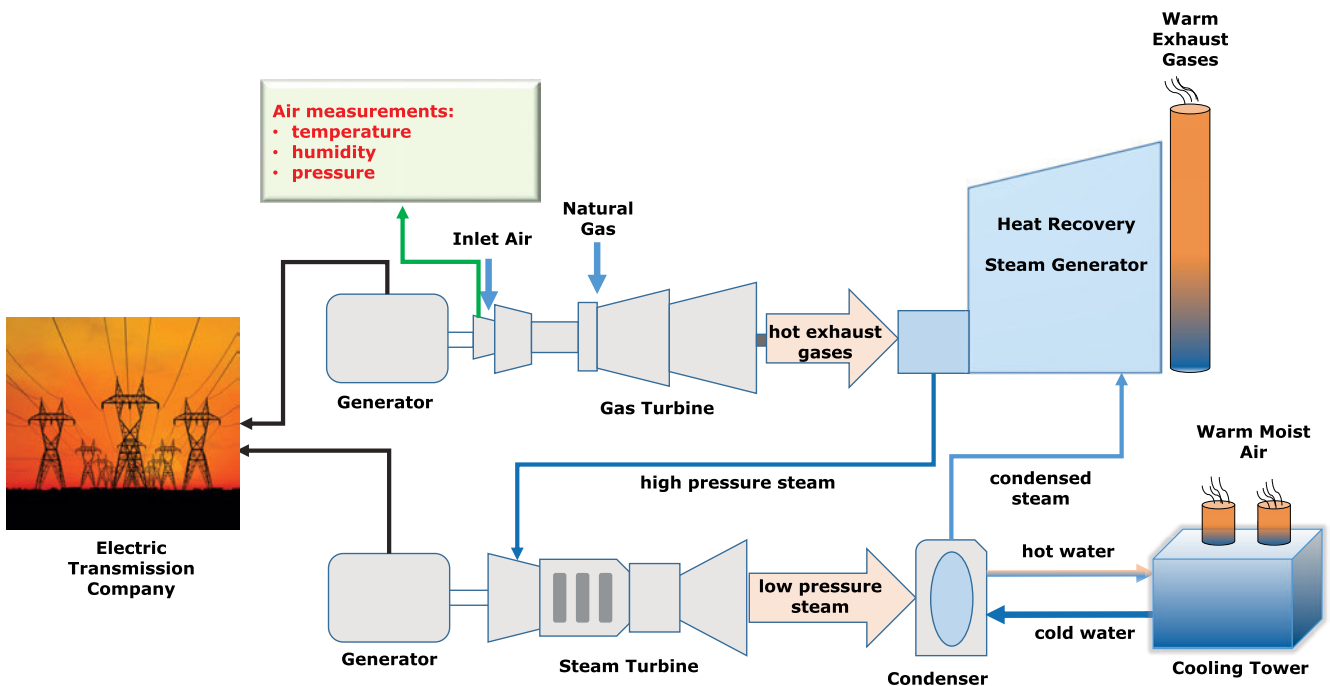 Warm
Exhaust
Gases
Air measurements:
• temperature
• humidity
• pressure
Natural
Gas
Inlet Air
Heat Recovery
Steam Generator
hot exhaust
gases
Generator
Gas Turbine
Warm Moist
Air
high pressure steam
condensed
steam
Electric
Transmission
Company
hot water
low pressure
steam
cold water
Generator
Steam Turbine
Condenser
Cooling Tower